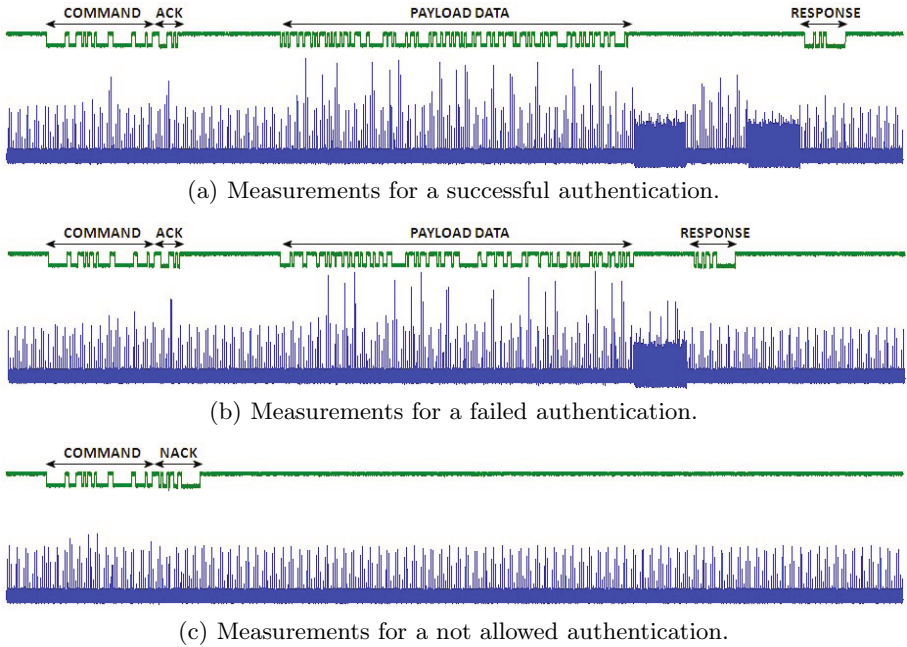 COMMAND ACK PAYLOAD DATA RESPONSE
(a) Measurements for a successful authentication.
COMMAND ACK PAYLOAD DATA RESPONSE
(b) Measurements for a failed authentication.
COMMAND NACK
(c) Measurements for a not allowed authentication.